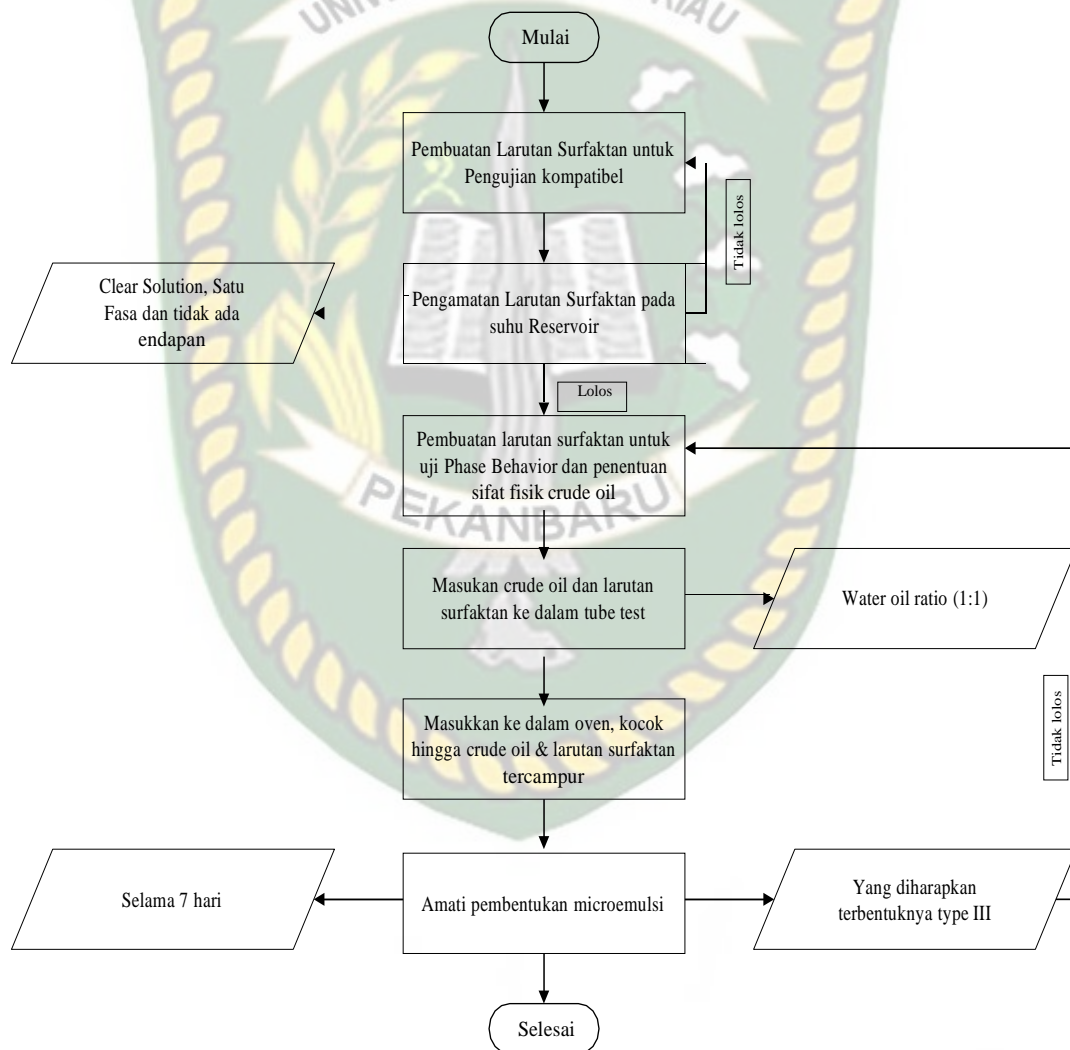 UNIV
RIAU
Mulai
Pembuatan Larutan Surfaktan untuk
Pengujian kompatibel
Tidak lolos
Clear Solution, Satu
Fasa dan tidak ada
endapan
Pengamatan Larutan Surfaktan pada
suhu Reservoir
Lolos
Pembuatan larutan surfaktan untuk
uji Phase Behavior dan penentuan
sifat fisik crude oil
PEKANBARU
Masukan crude oil dan larutan
surfaktan ke dalam tube test
Water oil ratio (1:1)
Masukkan ke dalam oven, kocok
hingga crude oil & larutan surfaktan
tercampur
Tidak lolos
Selama 7 hari
Amati pembentukan microemulsi
Yang diharapkan
terbentuknya type III
Selesai